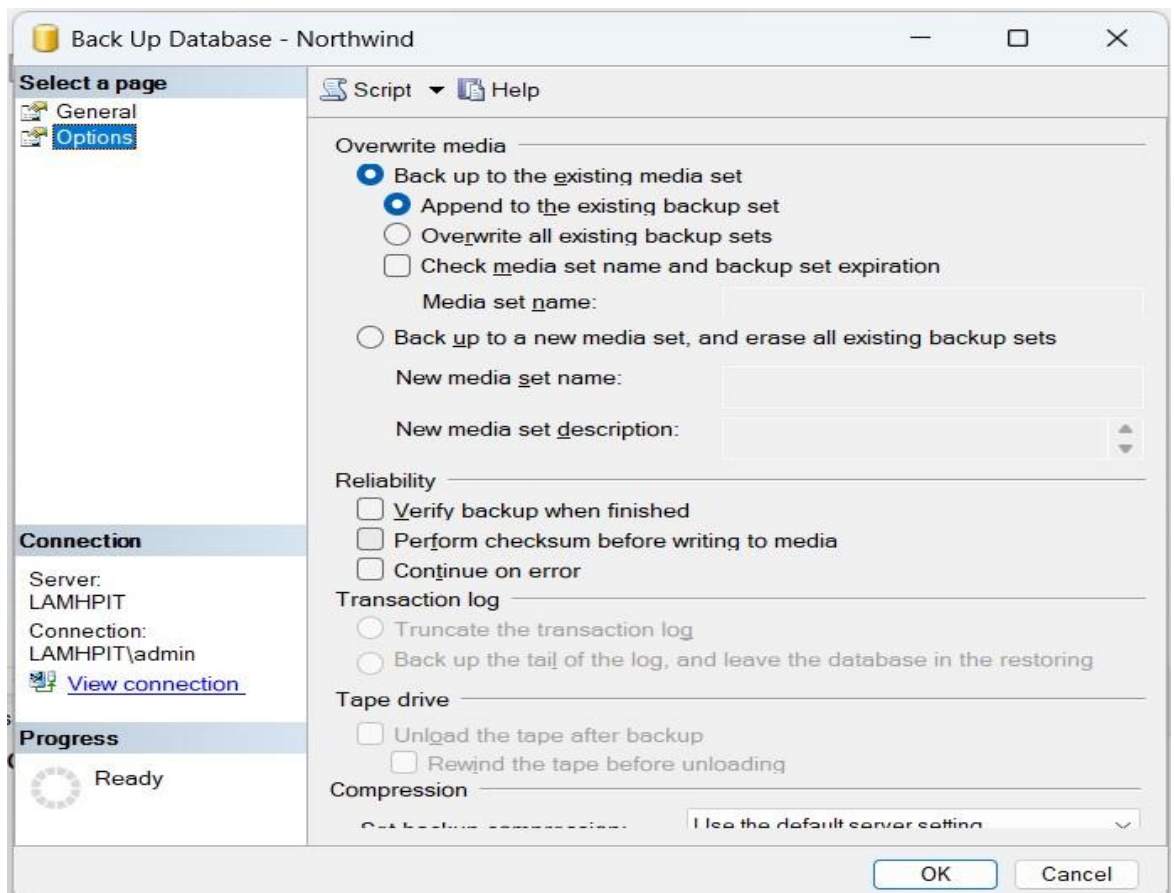 Back Up Database - Northwind
Select a page
General
Options
Script
Help
Overwrite media
Back up to the existing media set
Append to the existing backup set
Overwrite all existing backup sets
Check media set name and backup set expiration
Media set name:
Back up to a new media set, and erase all existing backup sets
New media set name:
New media set description:
Reliability
Verify backup when finished
Perform checksum before writing to media
Continue on error
Transaction log
Truncate the transaction log
Back up the tail of the log, and leave the database in the restoring
Tape drive
Unload the tape after backup
Rewind the tape before unloading
Compression
Set backup compression: Use the default server setting
Connection
Server:
LAMHPIT
Connection:
LAMHPIT\admin
View connection
Progress
Ready
OK
Cancel